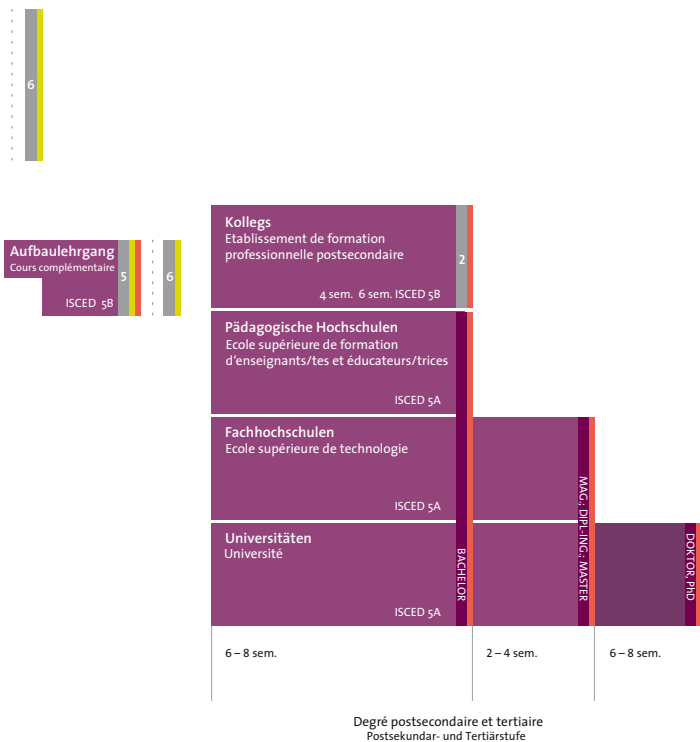 6
Aufbaulehrgang
Cours complémentaire
ISCED 5B
5
6
Kollegs
Etablissement de formation
professionnelle postsecondaire
4 sem. 6 sem. ISCED 5B
2
Pädagogische Hochschulen
Ecole supérieure de formation
d‘enseignants/tes et éducateurs/trices
ISCED 5A
Fachhochschulen
Ecole supérieure de technologie
ISCED 5A
Universitäten
Université
ISCED 5A
BACHELOR
MAG.; DIPL-ING.; MASTER
DOKTOR, PhD
6 – 8 sem.
2 – 4 sem.
6 – 8 sem.
Degré postsecondaire et tertiaire
Postsekundar- und Tertiärstufe